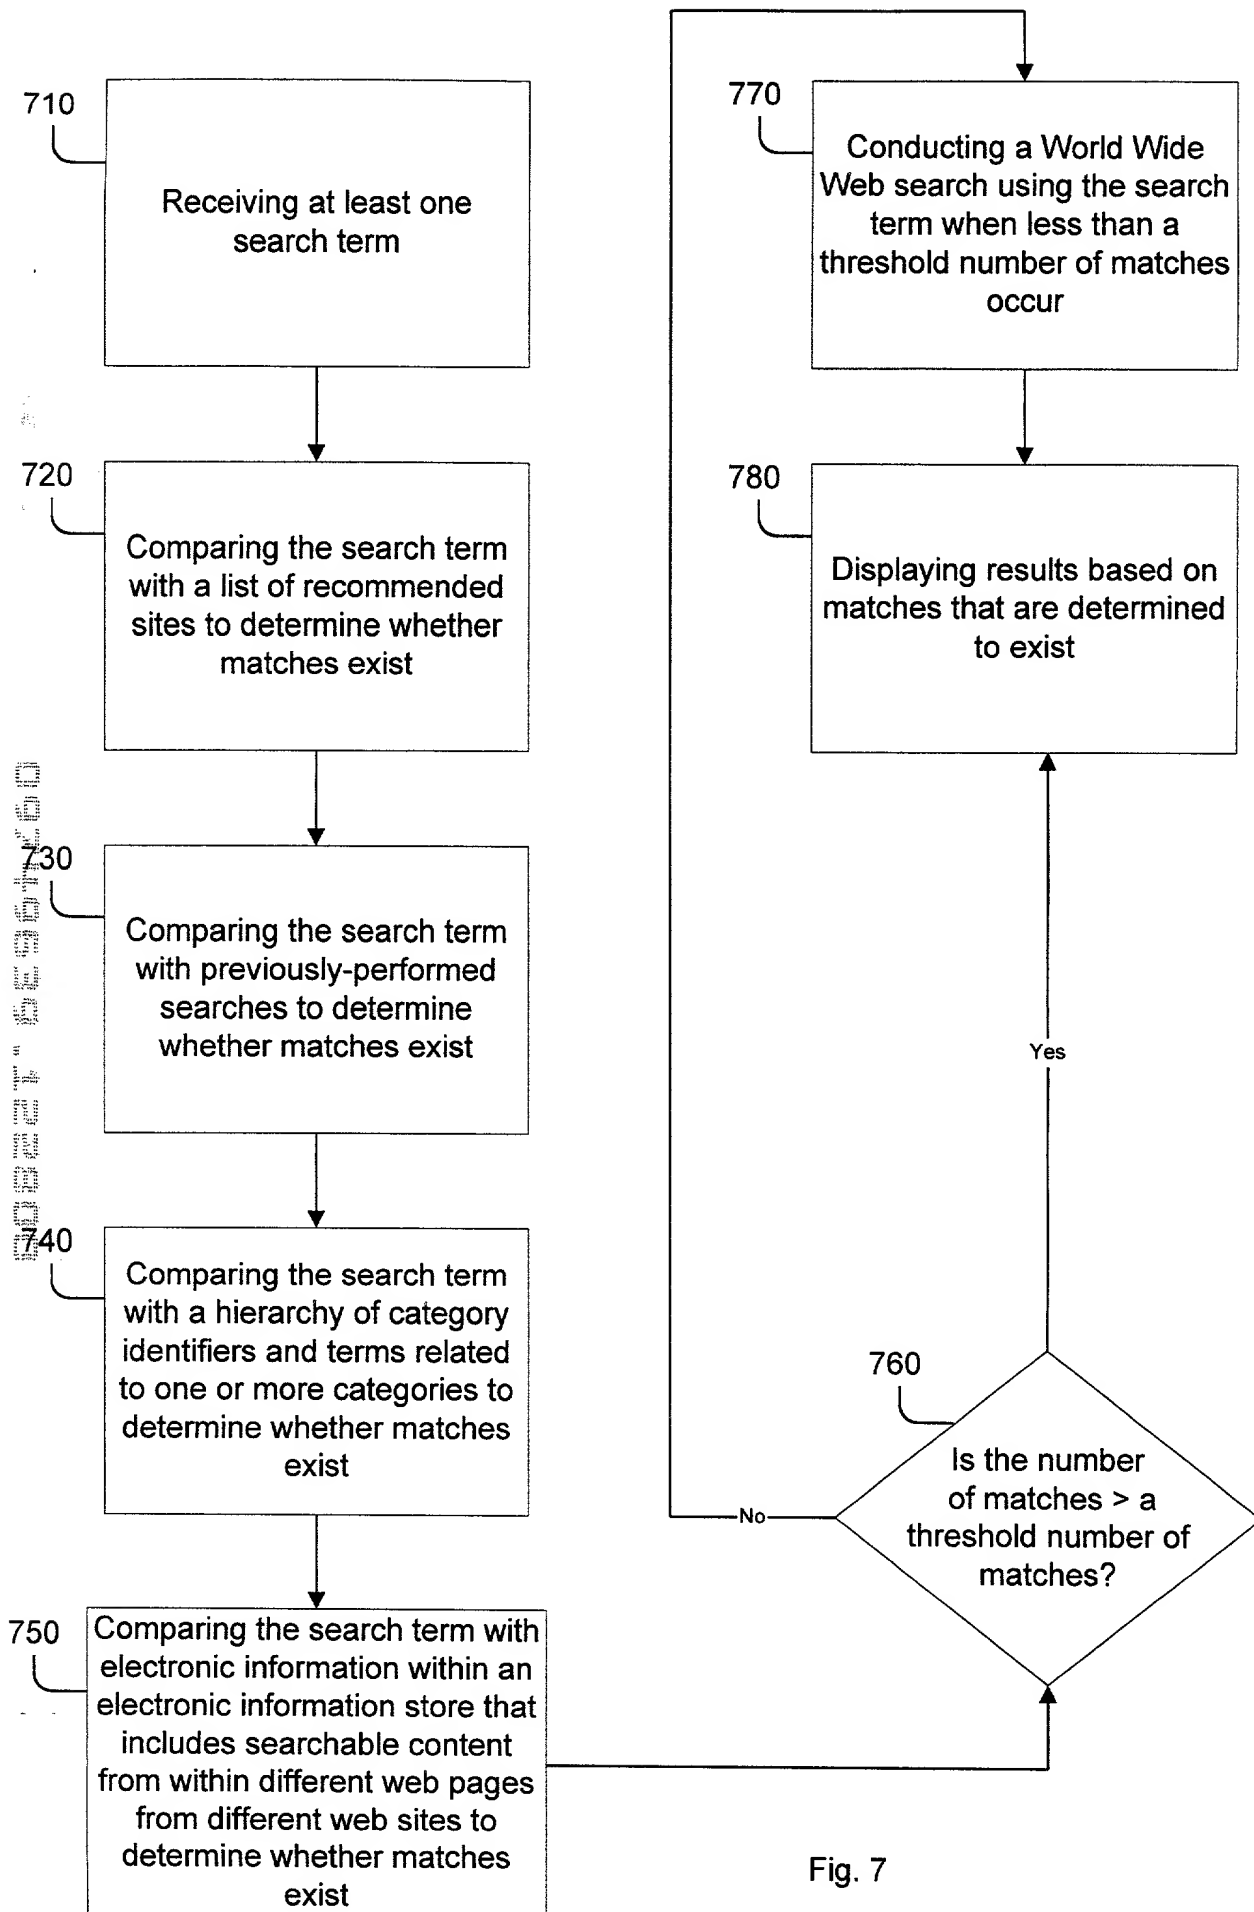 710
Receiving at least one
search term
720
Comparing the search term
with a list of recommended
sites to determine whether
matches exist
730
Comparing the search term
with previously-performed
searches to determine
whether matches exist
740
Comparing the search term
with a hierarchy of category
identifiers and terms related
to one or more categories to
determine whether matches
exist
750
Comparing the search term with
electronic information within an
electronic information store that
includes searchable content
from within different web pages
from different web sites to
determine whether matches
exist
770
Conducting a World Wide
Web search using the search
term when less than a
threshold number of matches
occur
780
Displaying results based on
matches that are determined
to exist
Yes
760
Is the number
of matches > a
threshold number of
matches?
No
Fig. 7